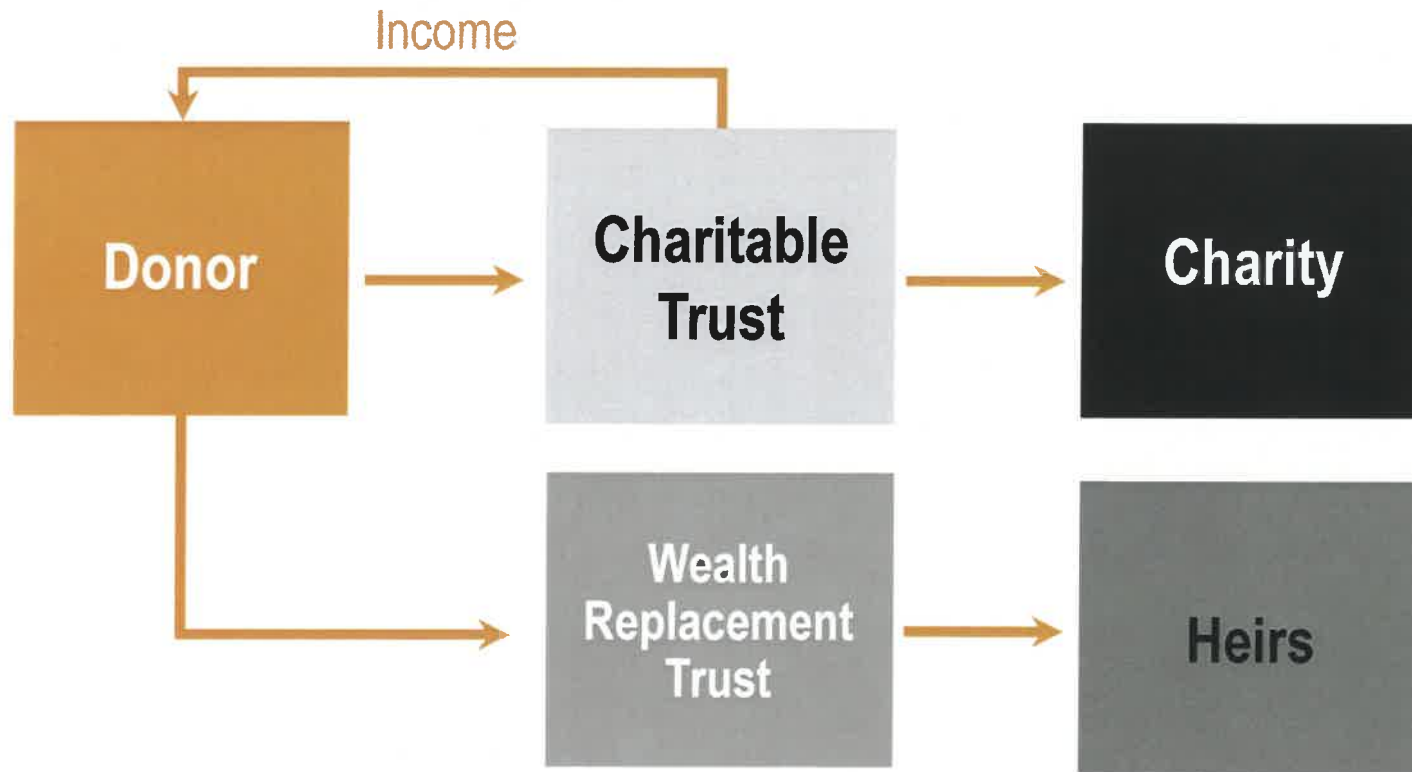 Income
Donor
Charitable
Trust
Charity
Wealth
Replacement
Trust
Heirs